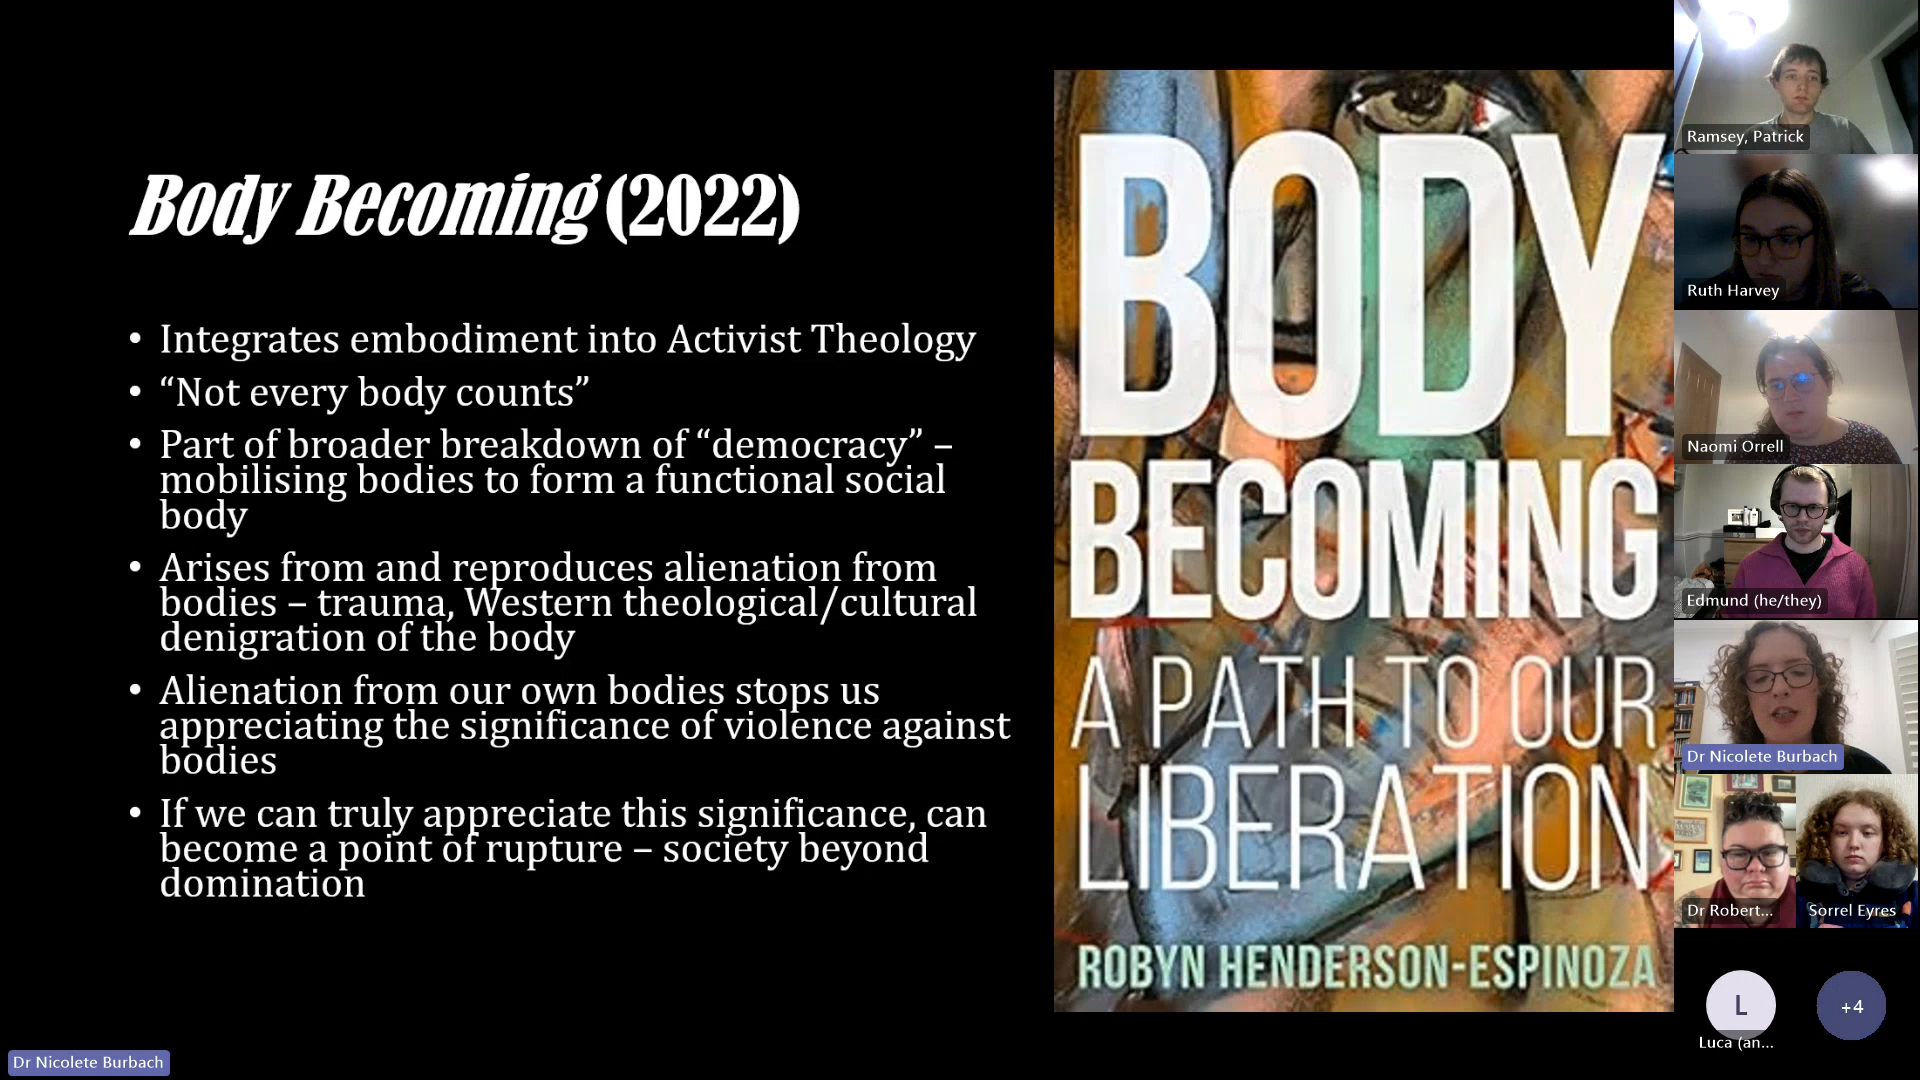 Body Becoming (2022)
• Integrates embodiment into Activist Theology
• “Not every body counts”
• Part of broader breakdown of “democracy” –
mobilising bodies to form a functional social
body
• Arises from and reproduces alienation from
bodies – trauma, Western theological/cultural
denigration of the body
• Alienation from our own bodies stops us
appreciating the significance of violence against
bodies
• If we can truly appreciate this significance, can
become a point of rupture – society beyond
domination
BODY
BECOMING
A PATH TO OUR
LIBERATION
ROBYN HENDERSON-ESPINOZA
Ramsey, Patrick
Ruth Harvey
Naomi Orrell
Edmund (he/they)
Dr Nicolete Burbach
Dr Robert...
Sorrel Eyres
L
+4
Luca (an...
Dr Nicolete Burbach